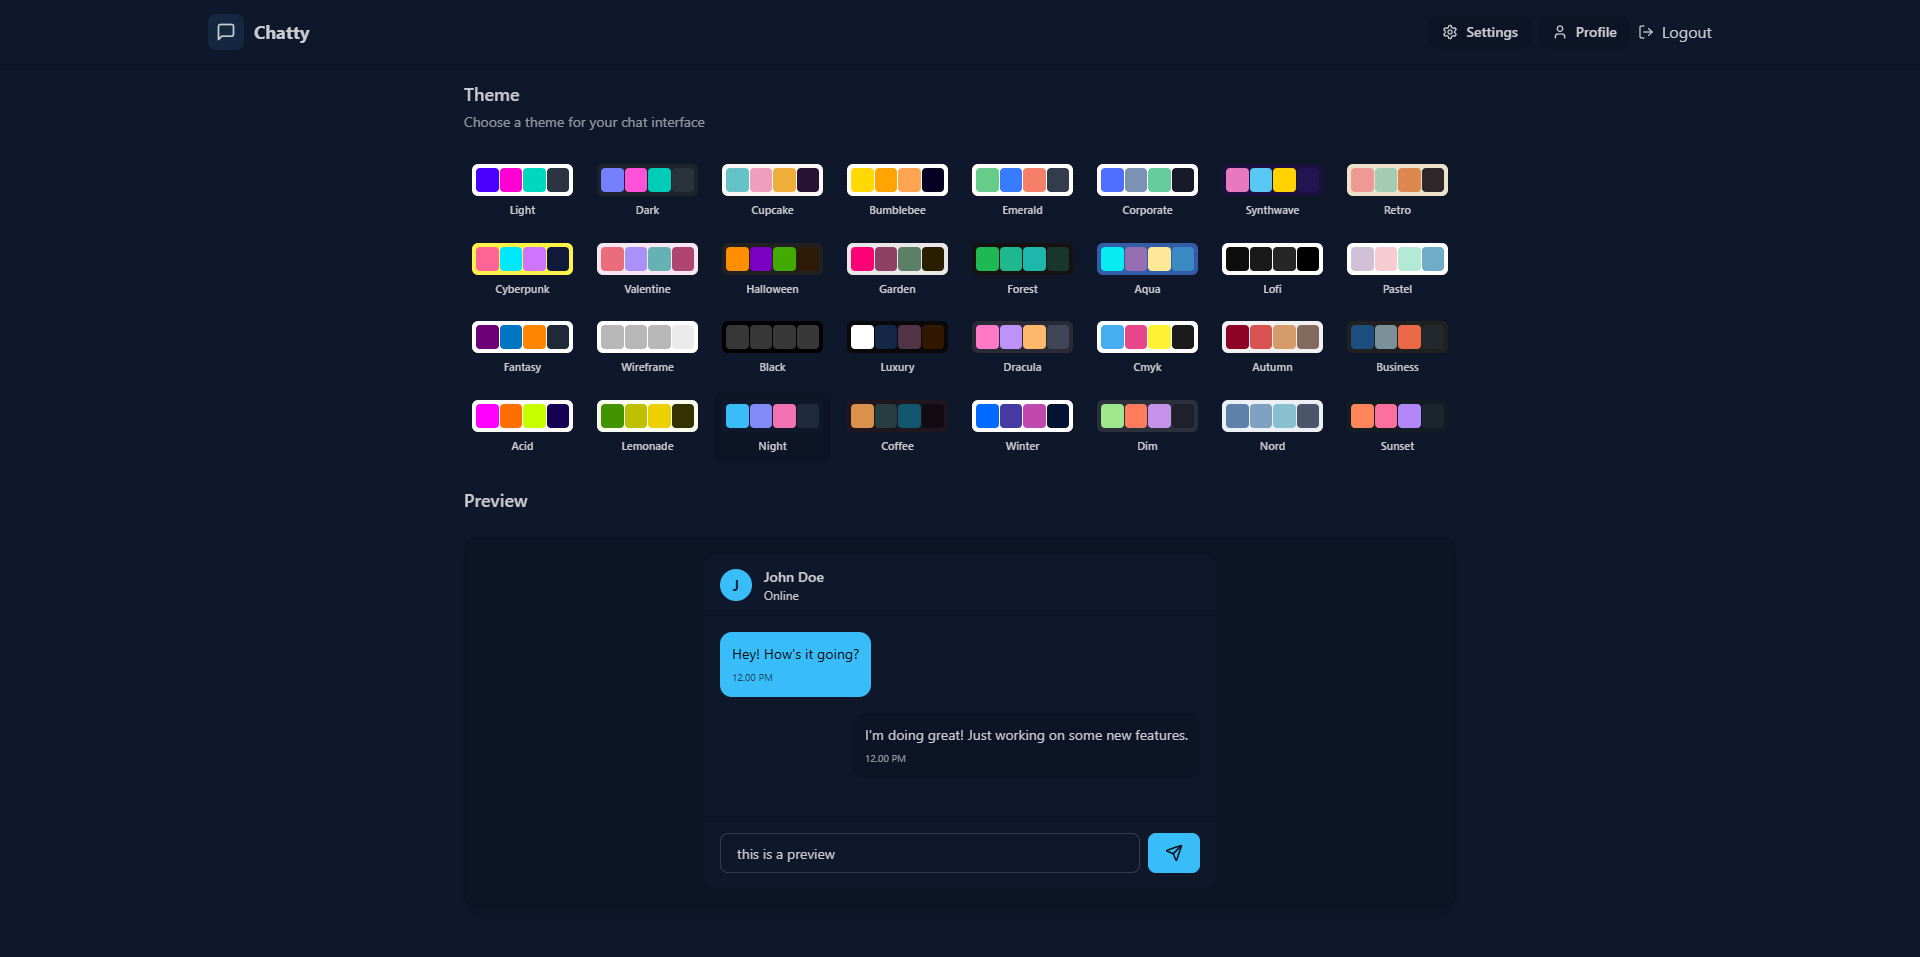 Chatty
Settings Profile Logout
Theme
Choose a theme for your chat interface
Light Dark Cupcake Bumblebee Emerald Corporate Synthwave Retro
Cyberpunk Valentine Halloween Garden Forest Aqua Lofi Pastel
Fantasy Wireframe Black Luxury Dracula Cmyk Autumn Business
Acid Lemonade Night Coffee Winter Dim Nord Sunset
Preview
J
John Doe
Online
Hey! How's it going?
12.00 PM
I'm doing great! Just working on some new features.
12.00 PM
this is a preview